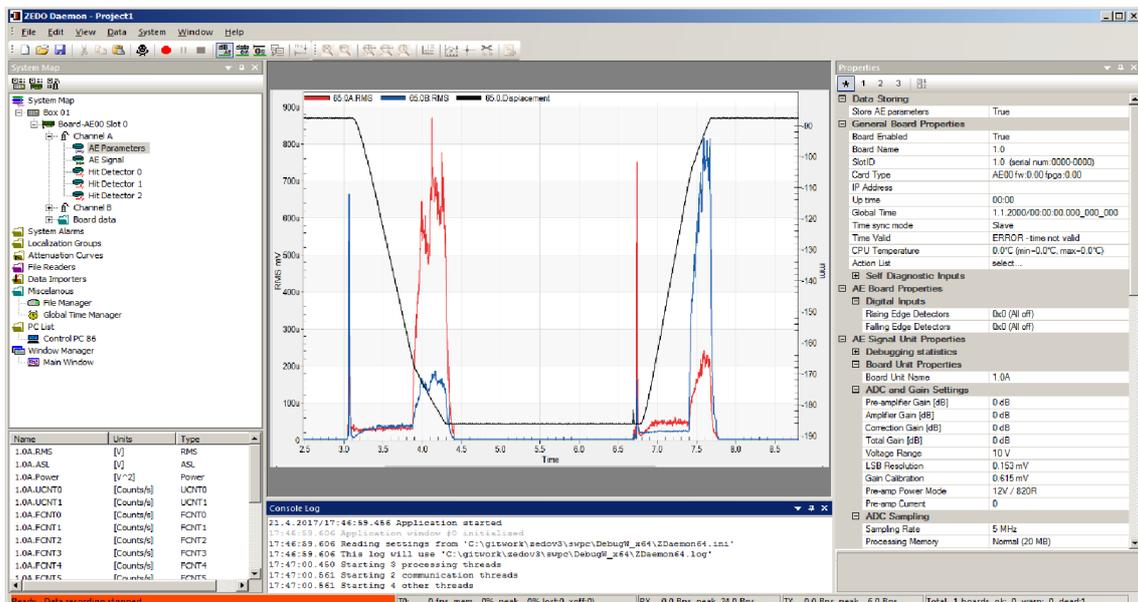 ZEDO Daemon - Project1
File Edit View Data System Window Help
System Map
System Map
Box 01
Board-AE00 Slot 0
Channel A
AE Parameters
AE Signal
Hit Detector 0
Hit Detector 1
Hit Detector 2
Channel B
Board data
System Alarms
Localization Groups
Attenuation Curves
File Readers
Data Importers
Miscelanous
File Manager
Global Time Manager
PC List
Control PC 86
Window Manager
Main Window
Name Units Type
1.0A.RMS [V] RMS
1.0A.ASL [V] ASL
1.0A.Power [V^2] Power
1.0A.UCNT0 [Counts/s] UCNT0
1.0A.UCNT1 [Counts/s] UCNT1
1.0A.FCNT0 [Counts/s] FCNT0
1.0A.FCNT1 [Counts/s] FCNT1
1.0A.FCNT2 [Counts/s] FCNT2
1.0A.FCNT3 [Counts/s] FCNT3
1.0A.FCNT4 [Counts/s] FCNT4
1.0A.FCNT5 [Counts/s] FCNT5
65.0A.RMS 65.0B.RMS 65.0.Displacement
900u
800u
700u
600u
500u
400u
300u
200u
100u
0
RMS mV
-90
-100
-110
-120
-130
-140
-150
-160
-170
-180
-190
mm
2.5 3.0 3.5 4.0 4.5 5.0 5.5 6.0 6.5 7.0 7.5 8.0 8.5
Time
Console Log
21.4.2017/17:46:59.456 Application started
17:46:59.606 Application window #0 initialized
17:46:59.606 Reading settings from 'C:\gitwork\zedov3\swpc\DebugW_x64\ZDaemon64.ini'
17:46:59.606 This log will use 'C:\gitwork\zedov3\swpc\DebugW_x64\ZDaemon64.log'
17:47:00.450 Starting 3 processing threads
17:47:00.561 Starting 2 communication threads
17:47:00.561 Starting 4 other threads
Properties
1 2 3
Data Storing
Store AE parameters True
General Board Properties
Board Enabled True
Board Name 1.0
SlotID 1.0 (serial num:0000-0000)
Card Type AE00 fw:0.00 fpga:0.00
IP Address
Up time 00:00
Global Time 1.1.2000/00:00:00.000_000_000
Time sync mode Slave
Time Valid ERROR - time not valid
CPU Temperature 0.0°C (min=0.0°C, max=0.0°C)
Action List select...
Self Diagnostic Inputs
AE Board Properties
Digital Inputs
Rising Edge Detectors 0x0 (All off)
Falling Edge Detectors 0x0 (All off)
AE Signal Unit Properties
Debugging statistics
Board Unit Properties
Board Unit Name 1.0A
ADC and Gain Settings
Pre-amplifier Gain [dB] 0 dB
Amplifier Gain [dB] 0 dB
Correction Gain [dB] 0 dB
Total Gain [dB] 0 dB
Voltage Range 10 V
LSB Resolution 0.153 mV
Gain Calibration 0.615 mV
Pre-amp Power Mode 12V / 820R
Pre-amp Current 0
ADC Sampling
Sampling Rate 5 MHz
Processing Memory Normal (20 MB)
Ready - Data recording stopped